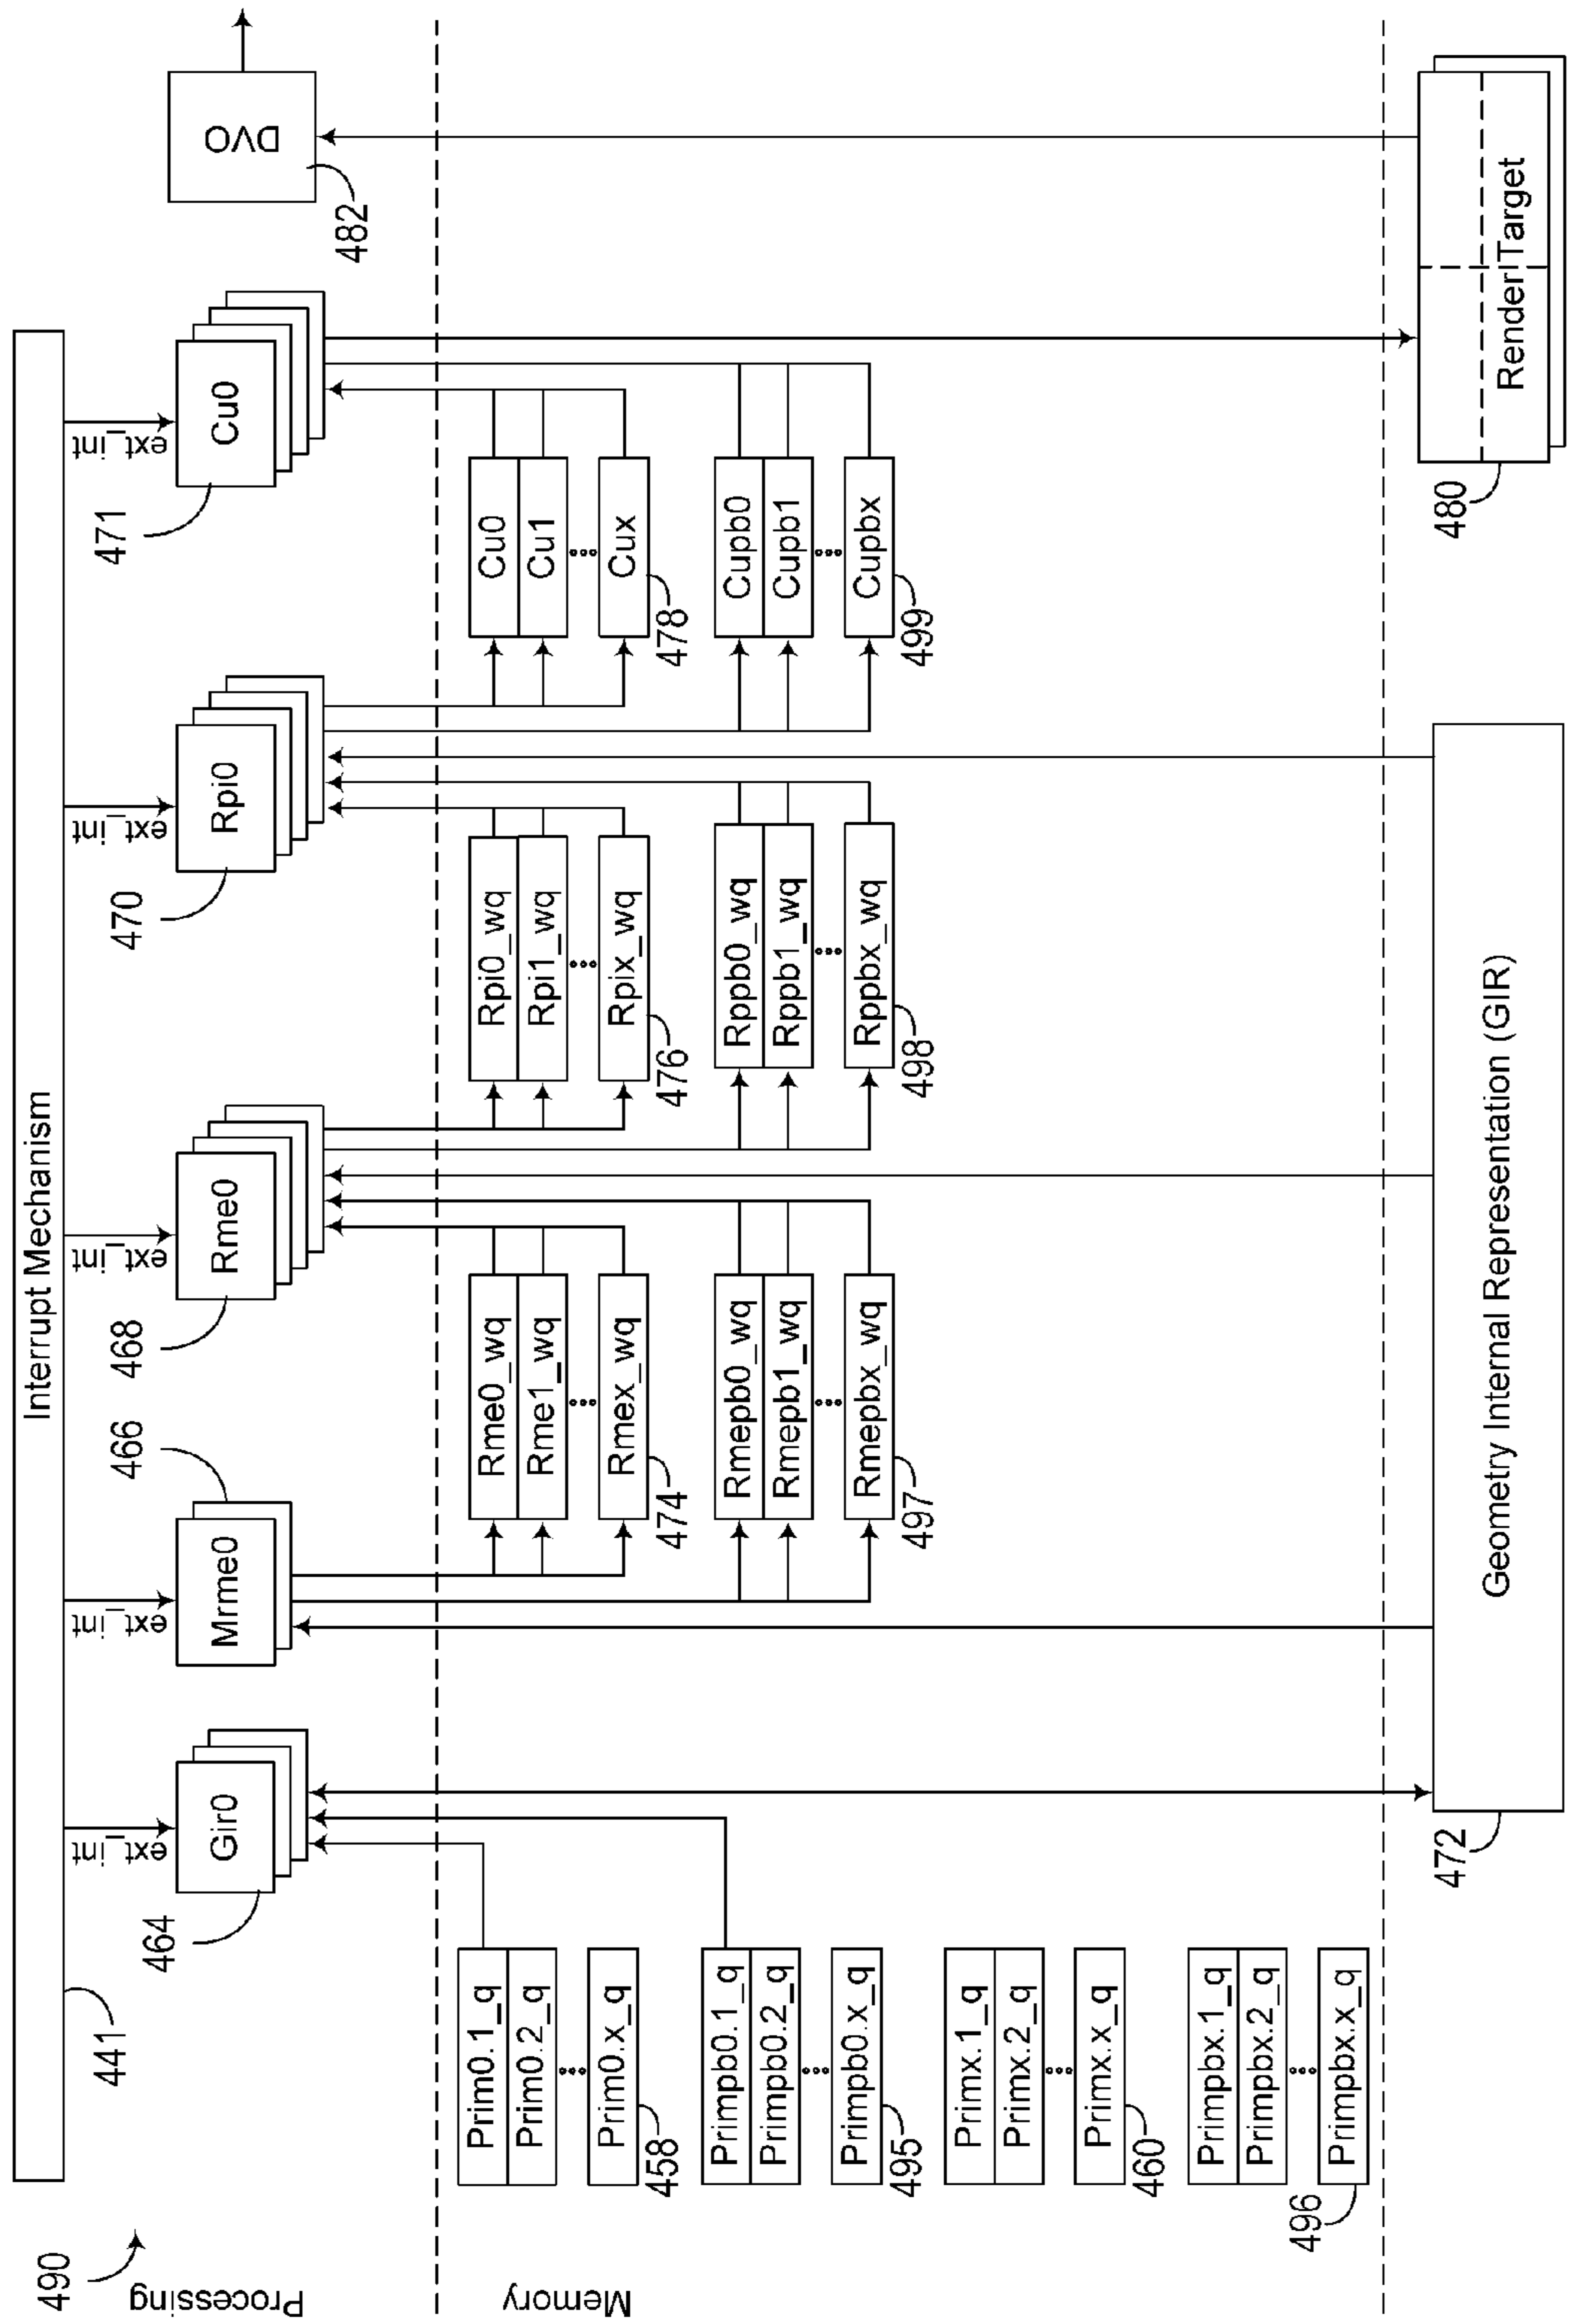 490
Processing
Memory
441
Interrupt Mechanism
ext_int
ext_int
ext_int
ext_int
ext_int
464
Gir0
466
Mrme0
468
Rme0
470
Rpi0
471
Cu0
482
DVO
Prim0.1_q
Prim0.2_q
Prim0.x_q
458
Primpb0.1_q
Primpb0.2_q
Primpb0.x_q
495
Primx.1_q
Primx.2_q
Primx.x_q
460
Primpbx.1_q
Primpbx.2_q
Primpbx.x_q
496
Rme0_wq
Rme1_wq
Rmex_wq
474
Rmepb0_wq
Rmepb1_wq
Rmepbx_wq
497
Rpi0_wq
Rpi1_wq
Rpix_wq
476
Rppb0_wq
Rppb1_wq
Rppbx_wq
498
Cu0
Cu1
Cux
478
Cupb0
Cupb1
Cupbx
499
472
Geometry Internal Representation (GIR)
480
RenderTarget